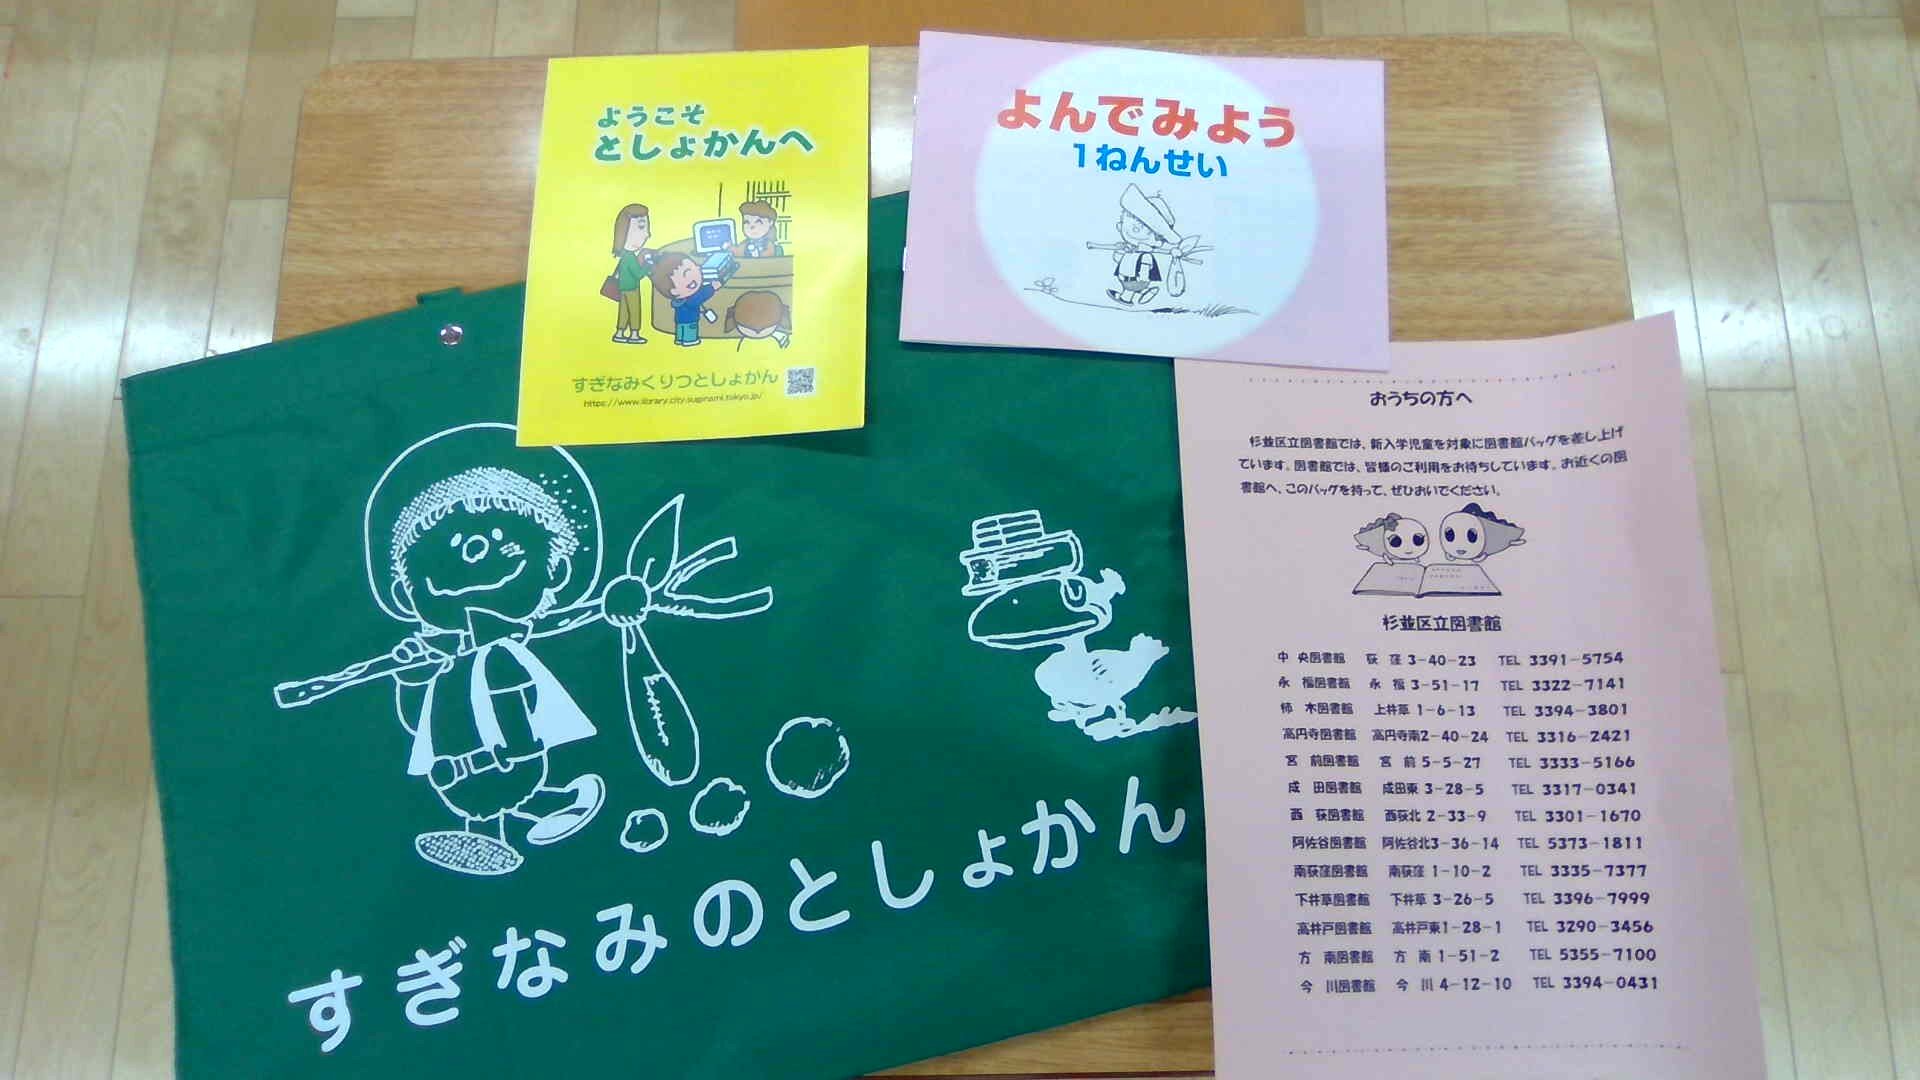 ようこそ
としょかんへ
すぎなみくりつとしょかん
https://www.library.city.suginami.tokyo.jp/
よんでみよう
1ねんせい
すぎなみのとしょかん
おうちの方へ
杉並区立図書館では、新入学児童を対象に図書館バッグを差し上げ
ています。図書館では、皆様のご利用をお待ちしています。お近くの図
書館へ、このバッグを持って、ぜひおいでください。
杉並区立図書館
中 央図書館 荻 窪 3-40-23 TEL 3391-5754
永 福図書館 永 福 3-51-17 TEL 3322-7141
柿 木図書館 上井草 1-6-13 TEL 3394-3801
高円寺図書館 高円寺南2-40-24 TEL 3316-2421
宮 前図書館 宮 前 5-5-27 TEL 3333-5166
成 田図書館 成田東 3-28-5 TEL 3317-0341
西 荻図書館 西荻北 2-33-9 TEL 3301-1670
阿佐谷図書館 阿佐谷北3-36-14 TEL 5373-1811
南荻窪図書館 南荻窪 1-10-2 TEL 3335-7377
下井草図書館 下井草 3-26-5 TEL 3396-7999
高井戸図書館 高井戸東1-28-1 TEL 3290-3456
方 南図書館 方 南 1-51-2 TEL 5355-7100
今 川図書館 今 川 4-12-10 TEL 3394-0431